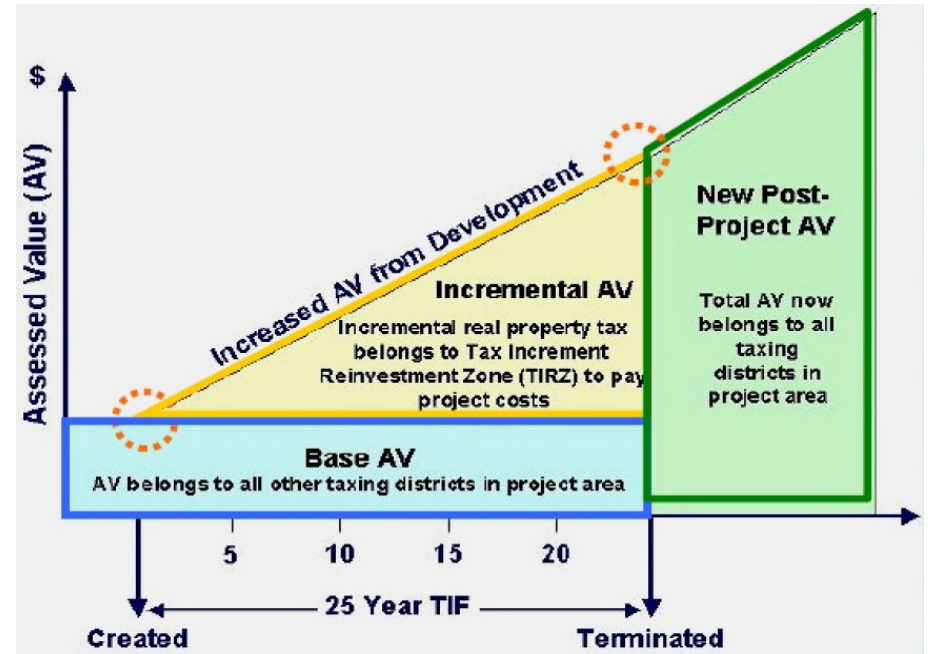 $
Assessed Value (AV)
Increased AV from Development
Incremental AV
Incremental real property tax
belongs to Tax Increment
Reinvestment Zone (TIRZ) to pay
project costs
New Post-
Project AV
Total AV now
belongs to all
taxing
districts in
project area
Base AV
AV belongs to all other taxing districts in project area
5 10 15 20
25 Year TIF
Created
Terminated